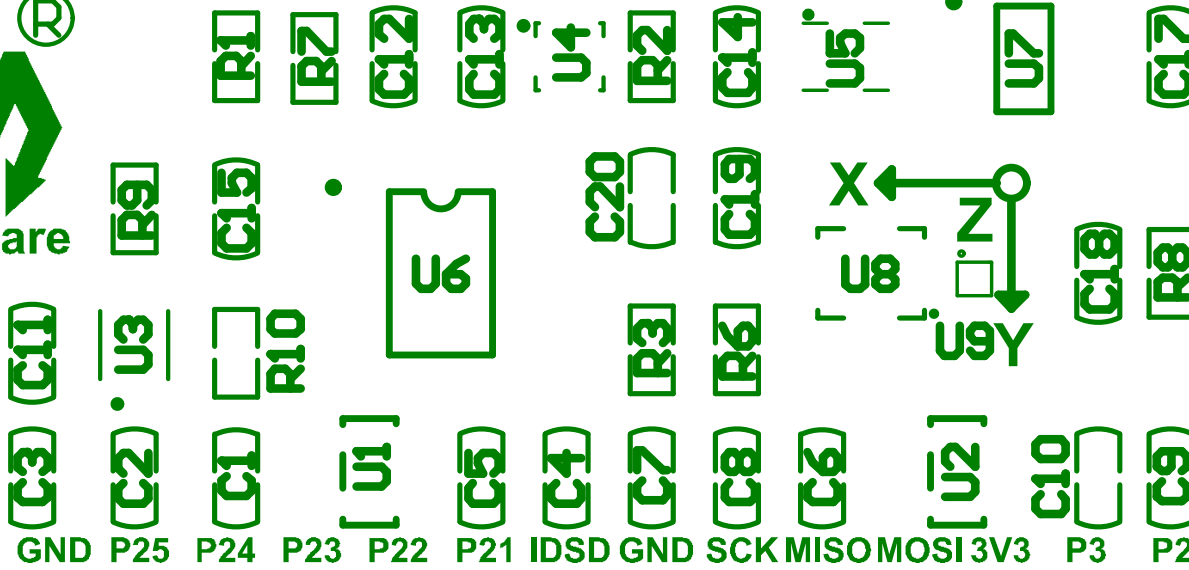 ®
R1 R7 C12 C13 U4 R2 C14 U5 U7 C17
R9 C15 C20 C19 X
Z
are U6 U8 C18 R8
C11 U3 R10 R3 R6 U9 Y
C3 C2 C1 U1 C5 C4 C7 C8 C6 U2 C10 C9
GND P25 P24 P23 P22 P21 IDSD GND SCK MISO MOSI 3V3 P3 P2